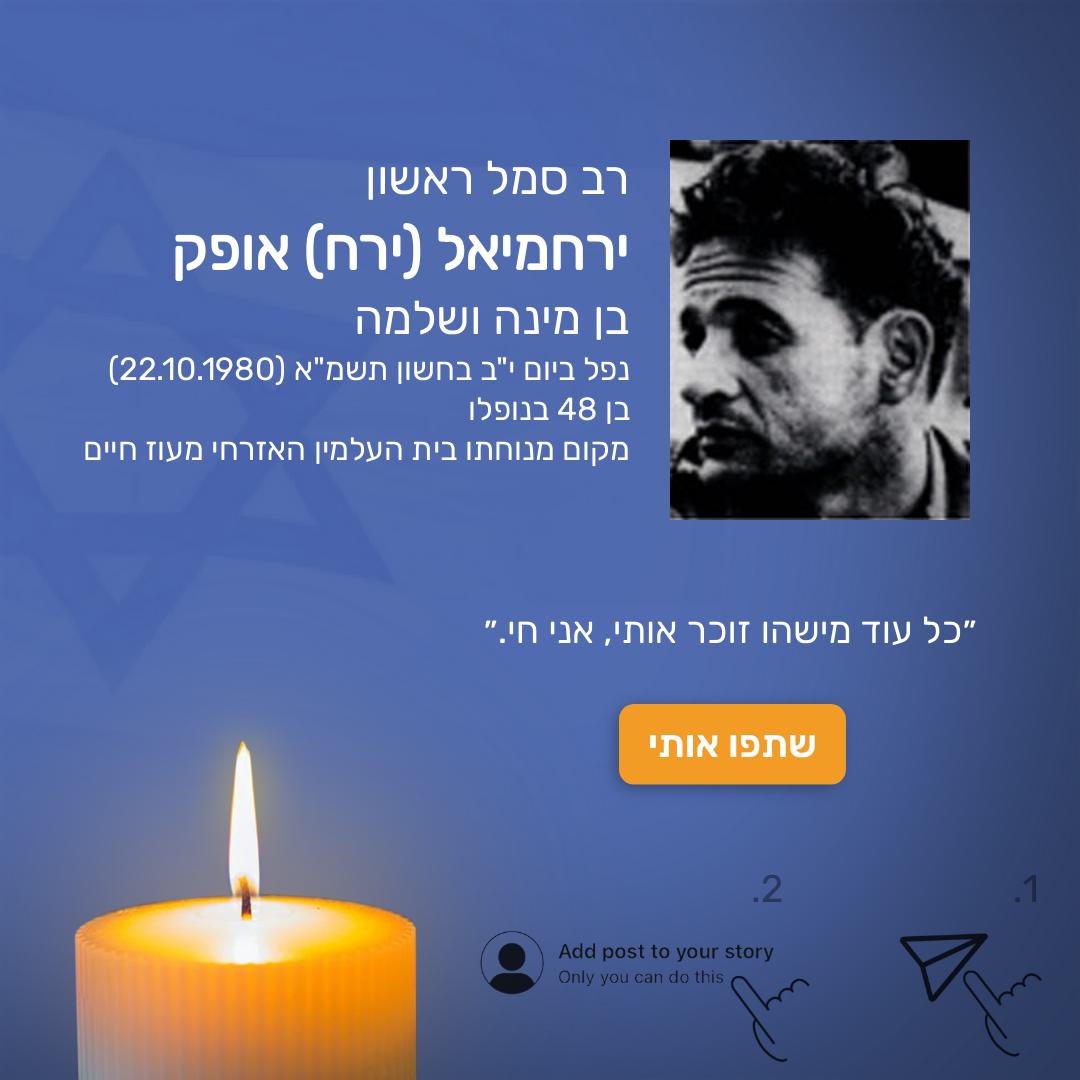 רב סמל ראשון
ירחמיאל (ירח) אופק
בן מינה ושלמה
נפל ביום י"ב בחשון תשמ"א (22.10.1980)
בן 48 בנופלו
מקום מנוחתו בית העלמין האזרחי מעוז חיים
״כל עוד מישהו זוכר אותי, אני חי.״
שתפו אותי
.1
.2
Add post to your story
Only you can do this